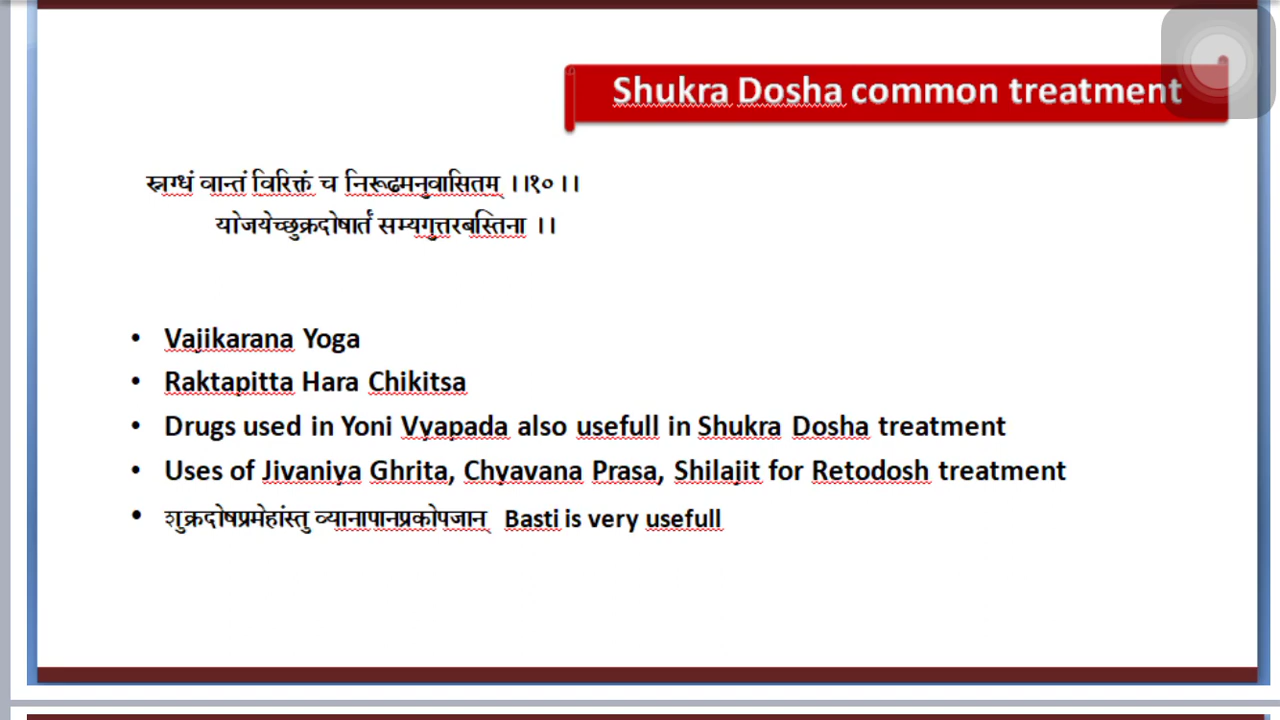 Shukra Dosha common treatment
स्नग्धं वान्तं विरिक्तं च निरूढमनुवासितम् ।।१०।।
योजयेच्छुक्रदोषार्तं सम्यगुत्तरबस्तिना ।।
• Vajikarana Yoga
• Raktapitta Hara Chikitsa
• Drugs used in Yoni Vyapada also usefull in Shukra Dosha treatment
• Uses of Jivaniya Ghrita, Chyavana Prasa, Shilajit for Retodosh treatment
• शुक्रदोषप्रमेहांस्तु व्यानापानप्रकोपजान् Basti is very usefull